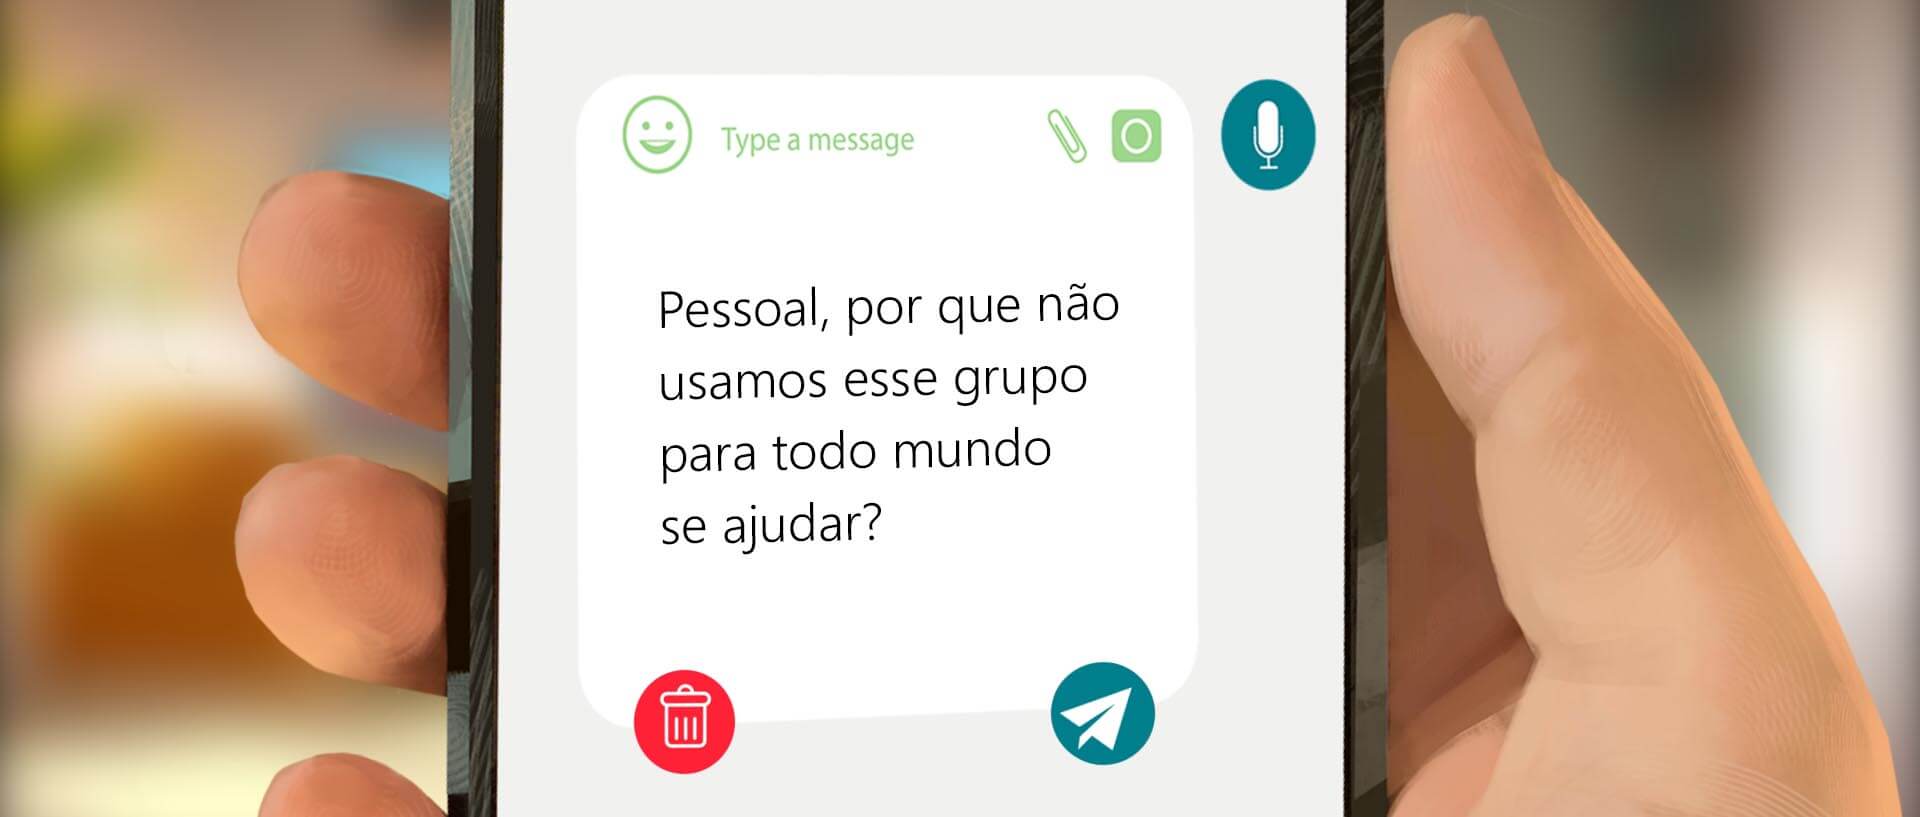 Type a message
Pessoal, por que não
usamos esse grupo
para todo mundo
se ajudar?